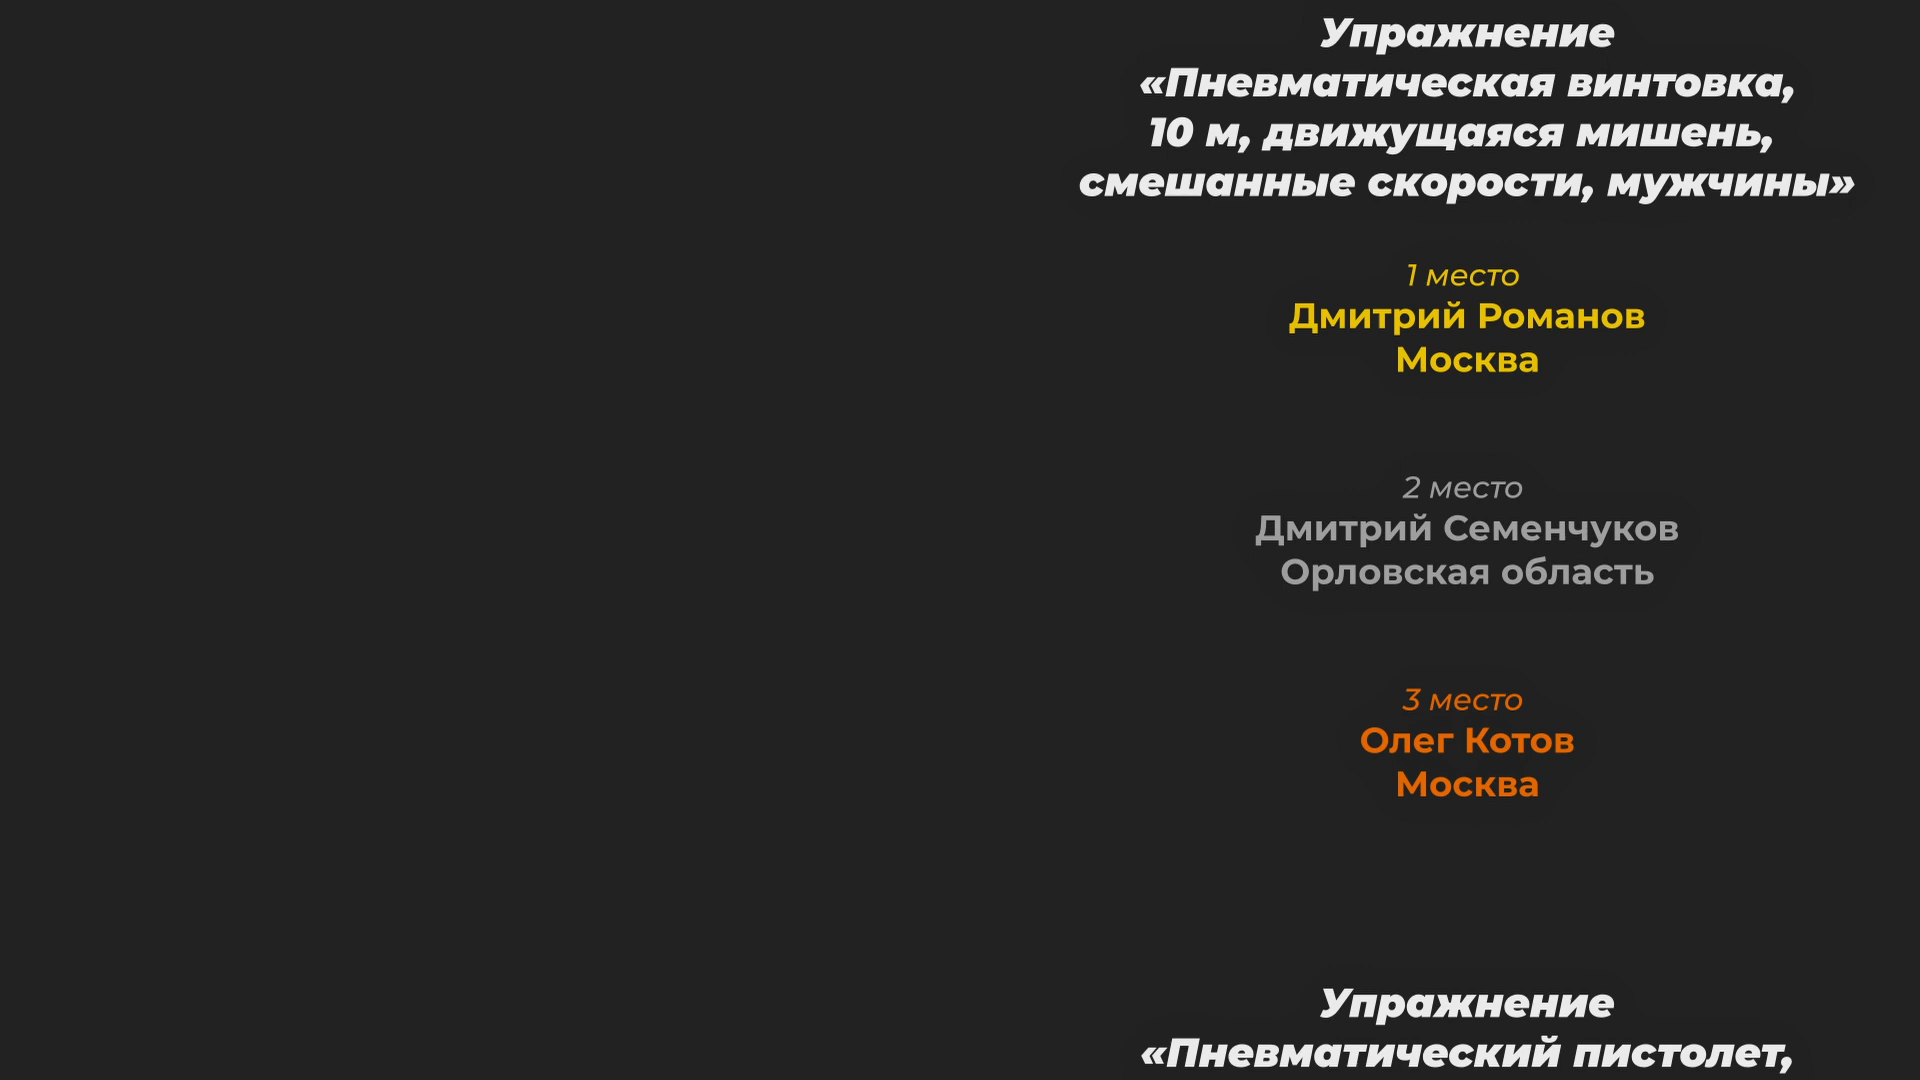 Упражнение
«Пневматическая винтовка,
10 м, движущаяся мишень,
смешанные скорости, мужчины»
1 место
Дмитрий Романов
Москва
2 место
Дмитрий Семенчуков
Орловская область
3 место
Олег Котов
Москва
Упражнение
«Пневматический пистолет,